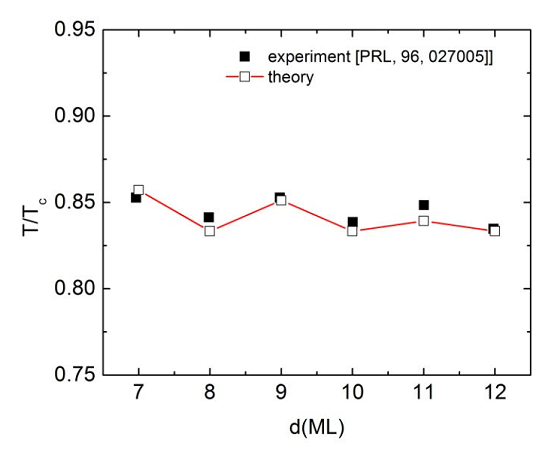 0.95
experiment [PRL, 96, 027005]]
theory
0.90
0.85
T/Tc
0.80
0.75
7 8 9 10 11 12
d(ML)